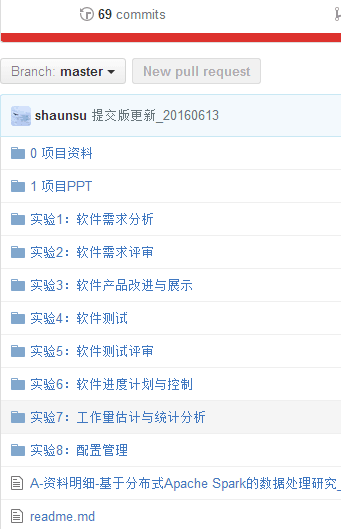 69 commits
Branch: master
New pull request
shaunsu 提交版更新_20160613
0 项目资料
1 项目PPT
实验1：软件需求分析
实验2：软件需求评审
实验3：软件产品改进与展示
实验4：软件测试
实验5：软件测试评审
实验6：软件进度计划与控制
实验7：工作量估计与统计分析
实验8：配置管理
A-资料明细-基于分布式Apache Spark的数据处理研究_
readme.md